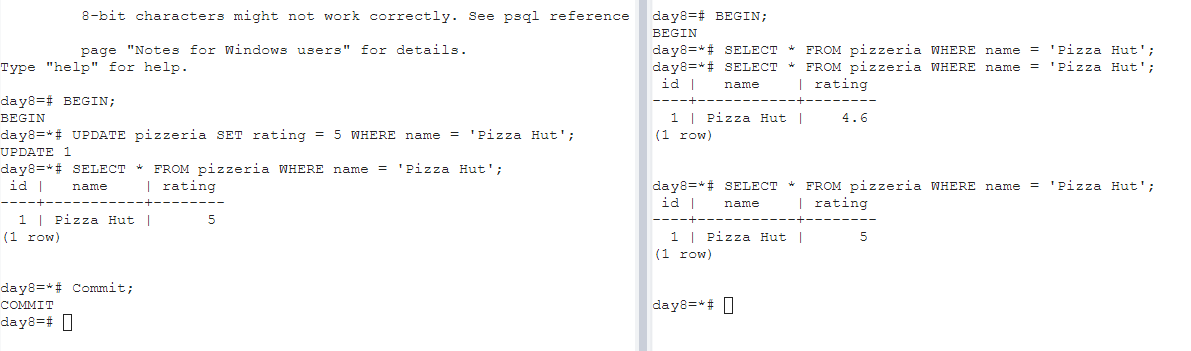 8-bit characters might not work correctly. See psql reference
page "Notes for Windows users" for details.
Type "help" for help.
day8=# BEGIN;
BEGIN
day8=*# UPDATE pizzeria SET rating = 5 WHERE name = 'Pizza Hut';
UPDATE 1
day8=*# SELECT * FROM pizzeria WHERE name = 'Pizza Hut';
id |   name    | rating
----+-----------+--------
1 | Pizza Hut |      5
(1 row)
day8=*# Commit;
COMMIT
day8=#
day8=# BEGIN;
BEGIN
day8=*# SELECT * FROM pizzeria WHERE name = 'Pizza Hut';
day8=*# SELECT * FROM pizzeria WHERE name = 'Pizza Hut';
id |   name    | rating
----+-----------+--------
1 | Pizza Hut |    4.6
(1 row)
day8=*# SELECT * FROM pizzeria WHERE name = 'Pizza Hut';
id |   name    | rating
----+-----------+--------
1 | Pizza Hut |      5
(1 row)
day8=*#